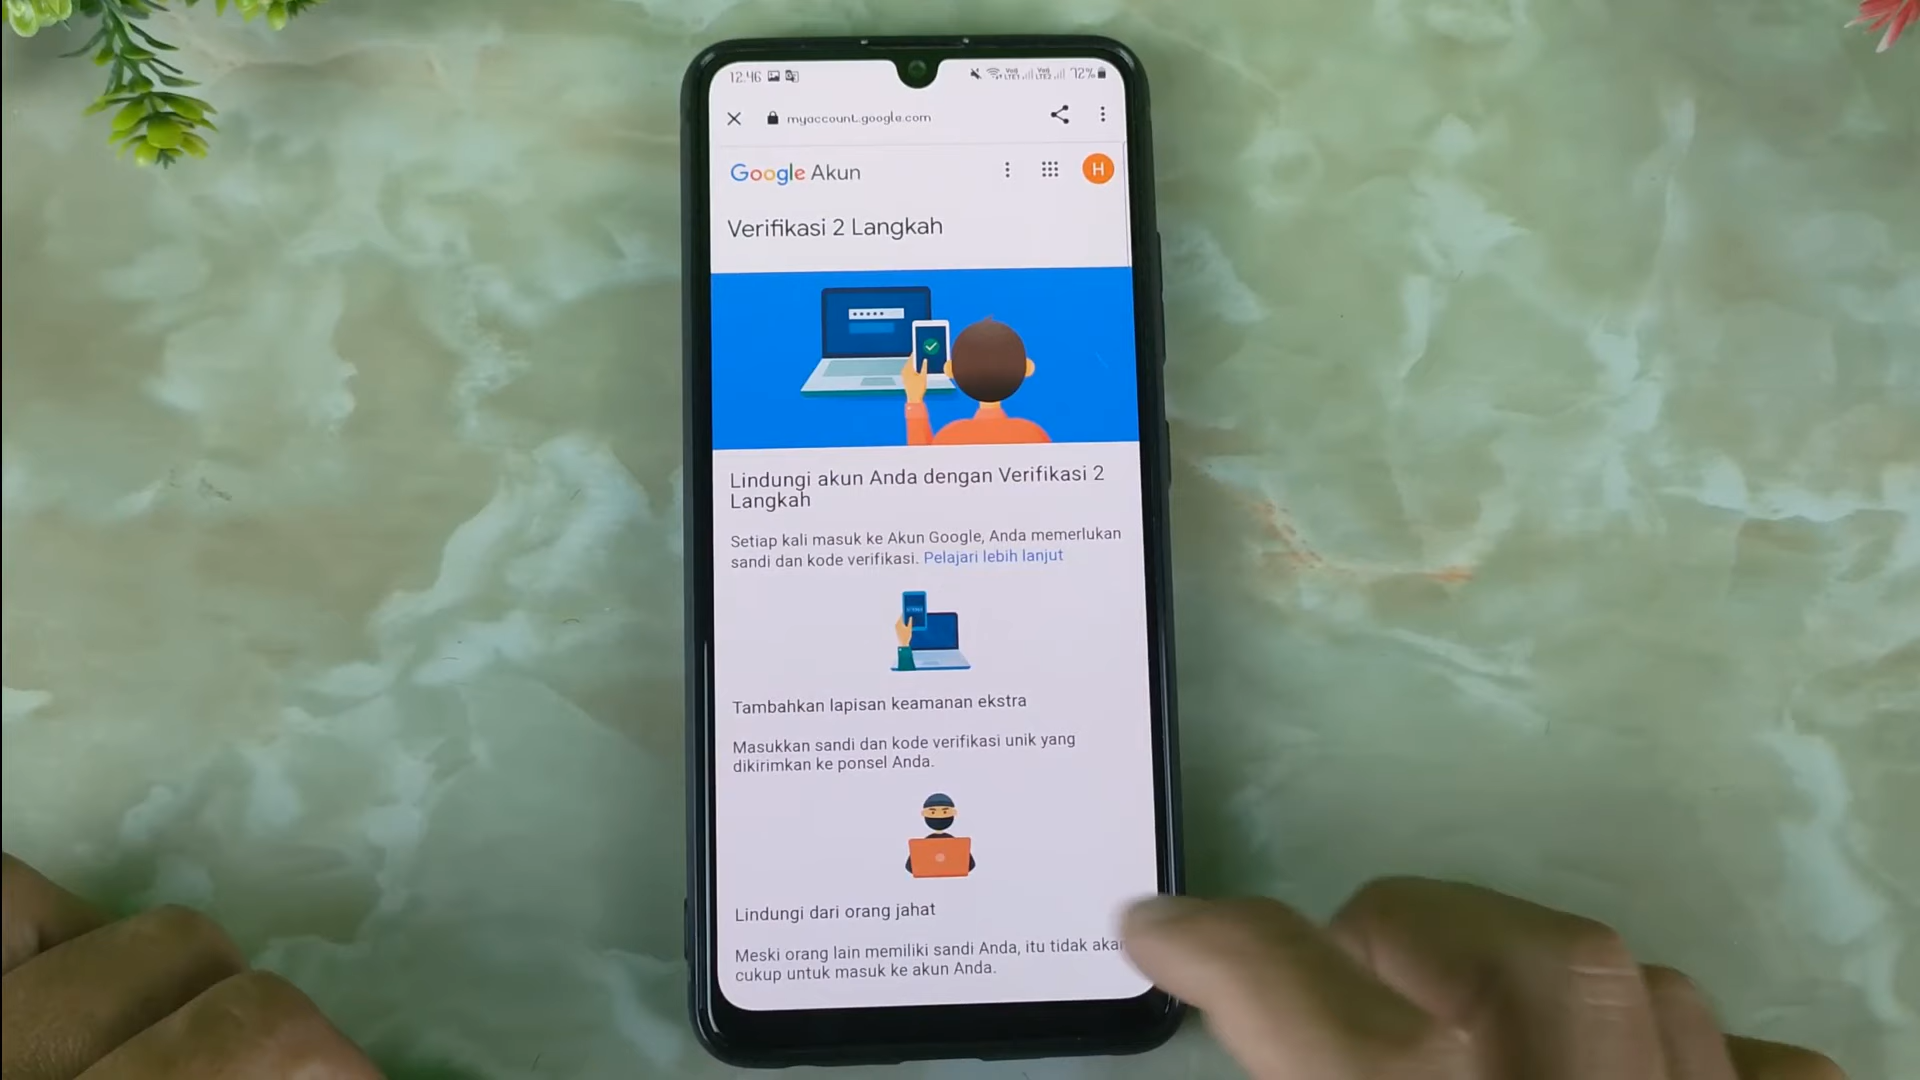 12.46 72%
myaccount.google.com
Google Akun H
Verifikasi 2 Langkah
Lindungi akun Anda dengan Verifikasi 2
Langkah
Setiap kali masuk ke Akun Google, Anda memerlukan
sandi dan kode verifikasi. Pelajari lebih lanjut
Tambahkan lapisan keamanan ekstra
Masukkan sandi dan kode verifikasi unik yang
dikirimkan ke ponsel Anda.
Lindungi dari orang jahat
Meski orang lain memiliki sandi Anda, itu tidak akan
cukup untuk masuk ke akun Anda.